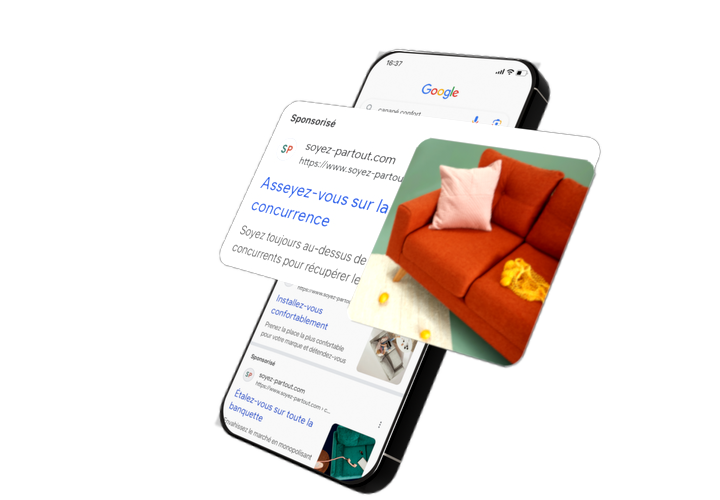 16:37
Google
canapé confort
Sponsorisé
SP
soyez-partout.com
https://www.soyez-partou
Asseyez-vous sur la
concurrence
Soyez toujours au-dessus de
concurrents pour récupérer le
https://www.soyez-partou
Installez-vous
confortablement
Prenez la place la plus confortable
pour votre marque et détendez-vous
Sponsorisé
SP
soyez-partout.com
https://www.soyez-partout.com › c...
Étalez-vous sur toute la
banquette
Envahissez le marché en monopolisant